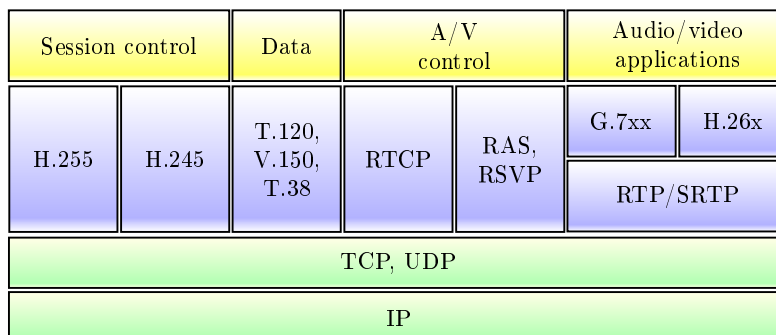 Session control
Data
A/V
control
Audio/video
applications
H.255
H.245
T.120,
V.150,
T.38
RTCP
RAS,
RSVP
G.7xx
H.26x
RTP/SRTP
TCP, UDP
IP